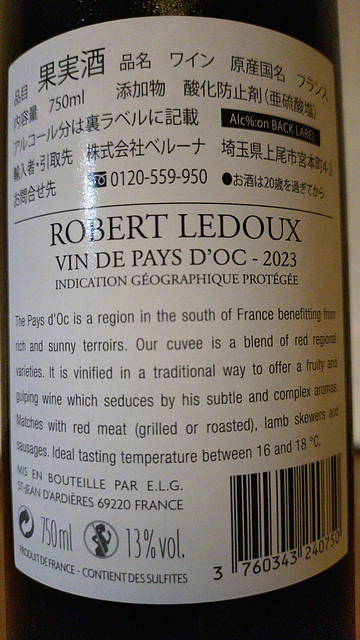 品目 果実酒 品名 ワイン 原産国名 フランス
内容量 750ml 添加物 酸化防止剤(亜硫酸塩)
アルコール分は裏ラベルに記載 Alc%:on BACK LABEL
輸入者・引取先 株式会社ベルーナ 埼玉県上尾市宮本町4-2
お問合せ先 0120-559-950 ●お酒は20歳を過ぎてから
ROBERT LEDOUX
VIN DE PAYS D'OC - 2023
INDICATION GÉOGRAPHIQUE PROTÉGÉE
The Pays d'Oc is a region in the south of France benefitting from
rich and sunny terroirs. Our cuvee is a blend of red regional
varieties. It is vinified in a traditional way to offer a fruity and
gulping wine which seduces by his subtle and complex aromas.
Matches with red meat (grilled or roasted), lamb skewers and
sausages. Ideal tasting temperature between 16 and 18 °C.
MIS EN BOUTEILLE PAR E.L.G.
ST-JEAN D'ARDIÈRES 69220 FRANCE
750ml 13%vol.
PRODUIT DE FRANCE - CONTIENT DES SULFITES
3 760343 240750